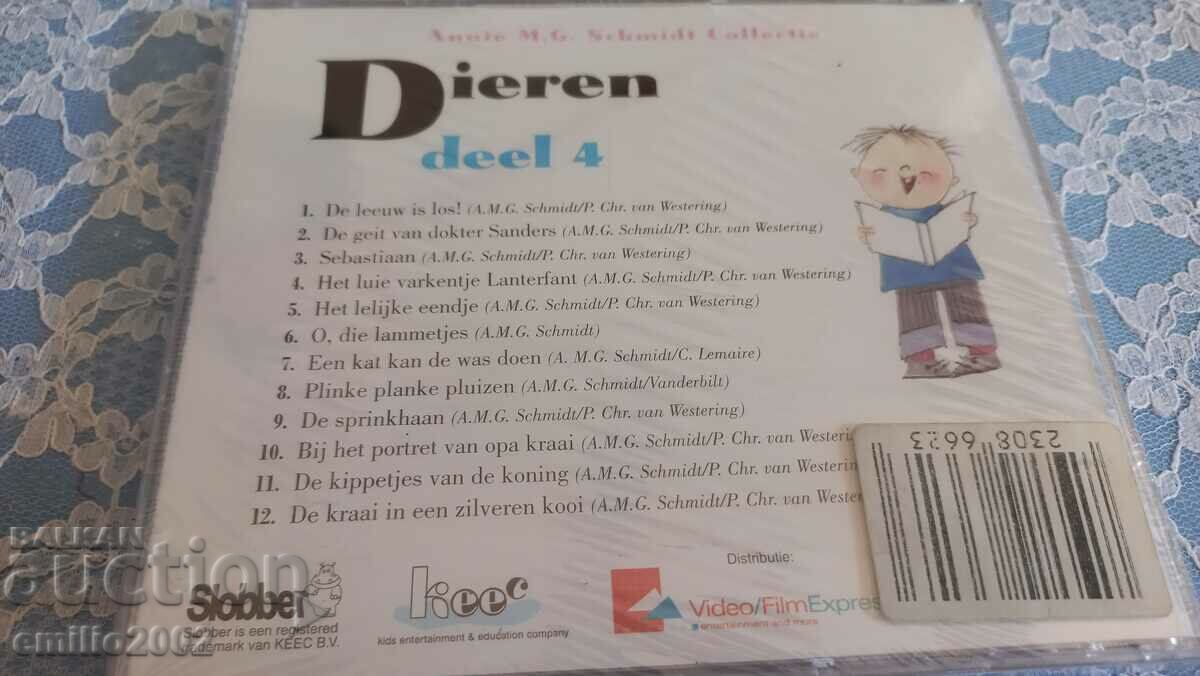 Annie M.G. Schmidt Collectie
Dieren
deel 4
1. De leeuw is los! (A.M.G. Schmidt/P. Chr. van Westering)
2. De geit van dokter Sanders (A.M.G. Schmidt/P. Chr. van Westering)
3. Sebastiaan (A.M.G. Schmidt/P. Chr. van Westering)
4. Het luie varkentje Lanterfant (A.M.G. Schmidt/P. Chr. van Westering)
5. Het lelijke eendje (A.M.G. Schmidt/P. Chr. van Westering)
6. O, die lammetjes (A.M.G. Schmidt)
7. Een kat kan de was doen (A. M.G. Schmidt/C. Lemaire)
8. Plinke planke pluizen (A.M.G. Schmidt/Vanderbilt)
9. De sprinkhaan (A.M.G. Schmidt/P. Chr. van Westering)
10. Bij het portret van opa kraai (A.M.G. Schmidt/P. Chr. van Westeri
11. De kippetjes van de koning (A.M.G. Schmidt/P. Chr. van Westerin
12. De kraai in een zilveren kooi (A.M.G. Schmidt/P. Chr. van Wester
2308 6623
Distributie:
Slobber
Slobber is een registered
trademark van KEEC B.V.
keec
kids entertainment & education company
Video/FilmExpres
entertainment and more
BALKAN
auction
emilio2002